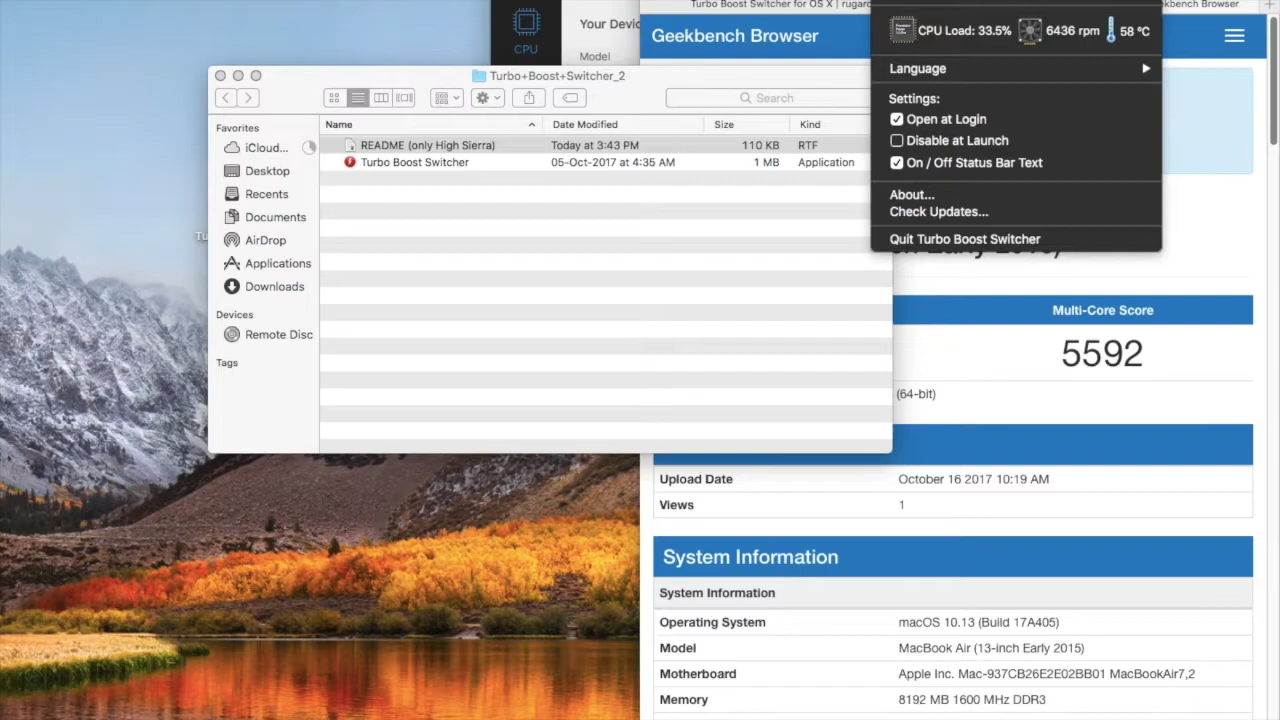 Turbo Boost Switcher for OS X | rugard
kbench Browser
CPU
Your Devic
Model
Geekbench Browser
CPU Load: 33.5% 6436 rpm 58 °C
Language
Settings:
Open at Login
Disable at Launch
On / Off Status Bar Text
About...
Check Updates...
Quit Turbo Boost Switcher
Turbo+Boost+Switcher_2
Search
Favorites
iCloud...
Desktop
Recents
Documents
AirDrop
Applications
Downloads
Devices
Remote Disc
Tags
Name Date Modified Size Kind
README (only High Sierra) Today at 3:43 PM 110 KB RTF
Turbo Boost Switcher 05-Oct-2017 at 4:35 AM 1 MB Application
Tu
Multi-Core Score
5592
(64-bit)
Upload Date October 16 2017 10:19 AM
Views 1
System Information
System Information
Operating System macOS 10.13 (Build 17A405)
Model MacBook Air (13-inch Early 2015)
Motherboard Apple Inc. Mac-937CB26E2E02BB01 MacBookAir7,2
Memory 8192 MB 1600 MHz DDR3